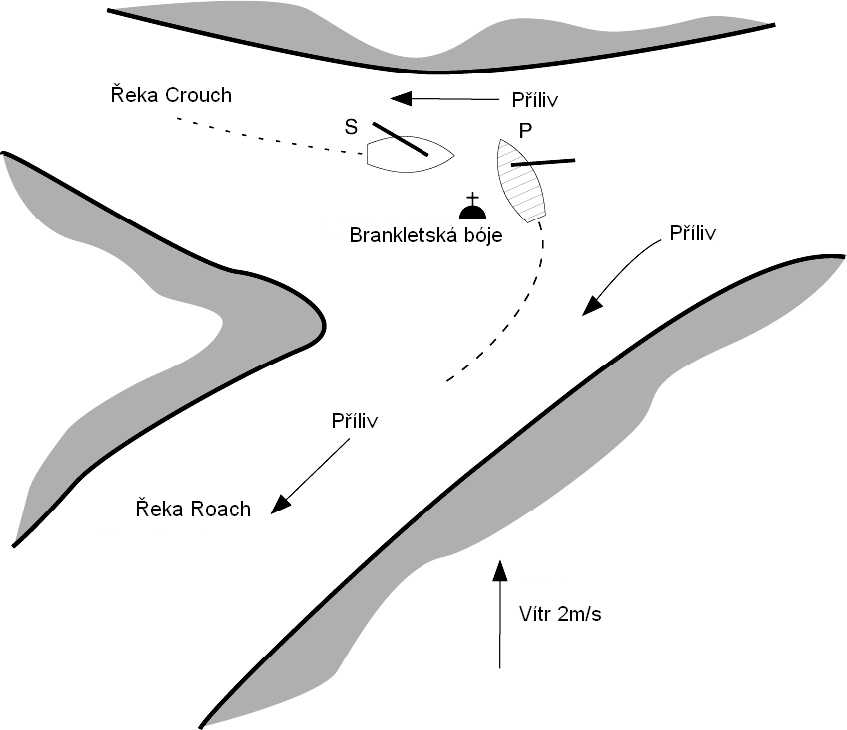 Řeka Crouch
Příliv
S
P
Brankletská bóje
Příliv
Příliv
Řeka Roach
Vítr 2m/s